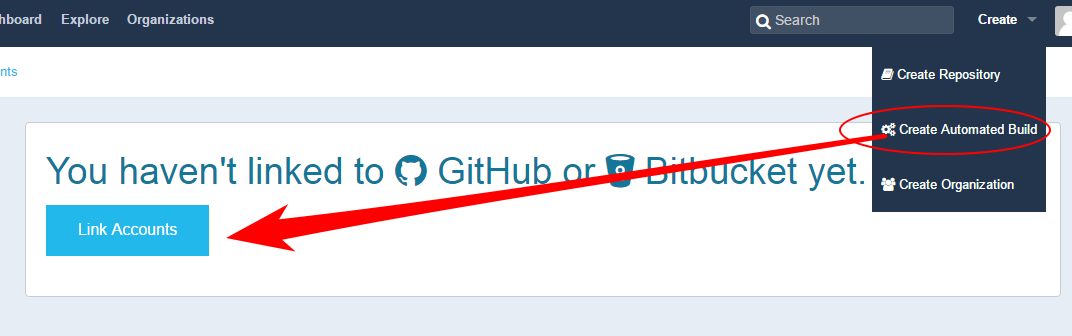 hboard Explore Organizations Search Create
nts
Create Repository
Create Automated Build
Create Organization
You haven't linked to GitHub or Bitbucket yet.
Link Accounts